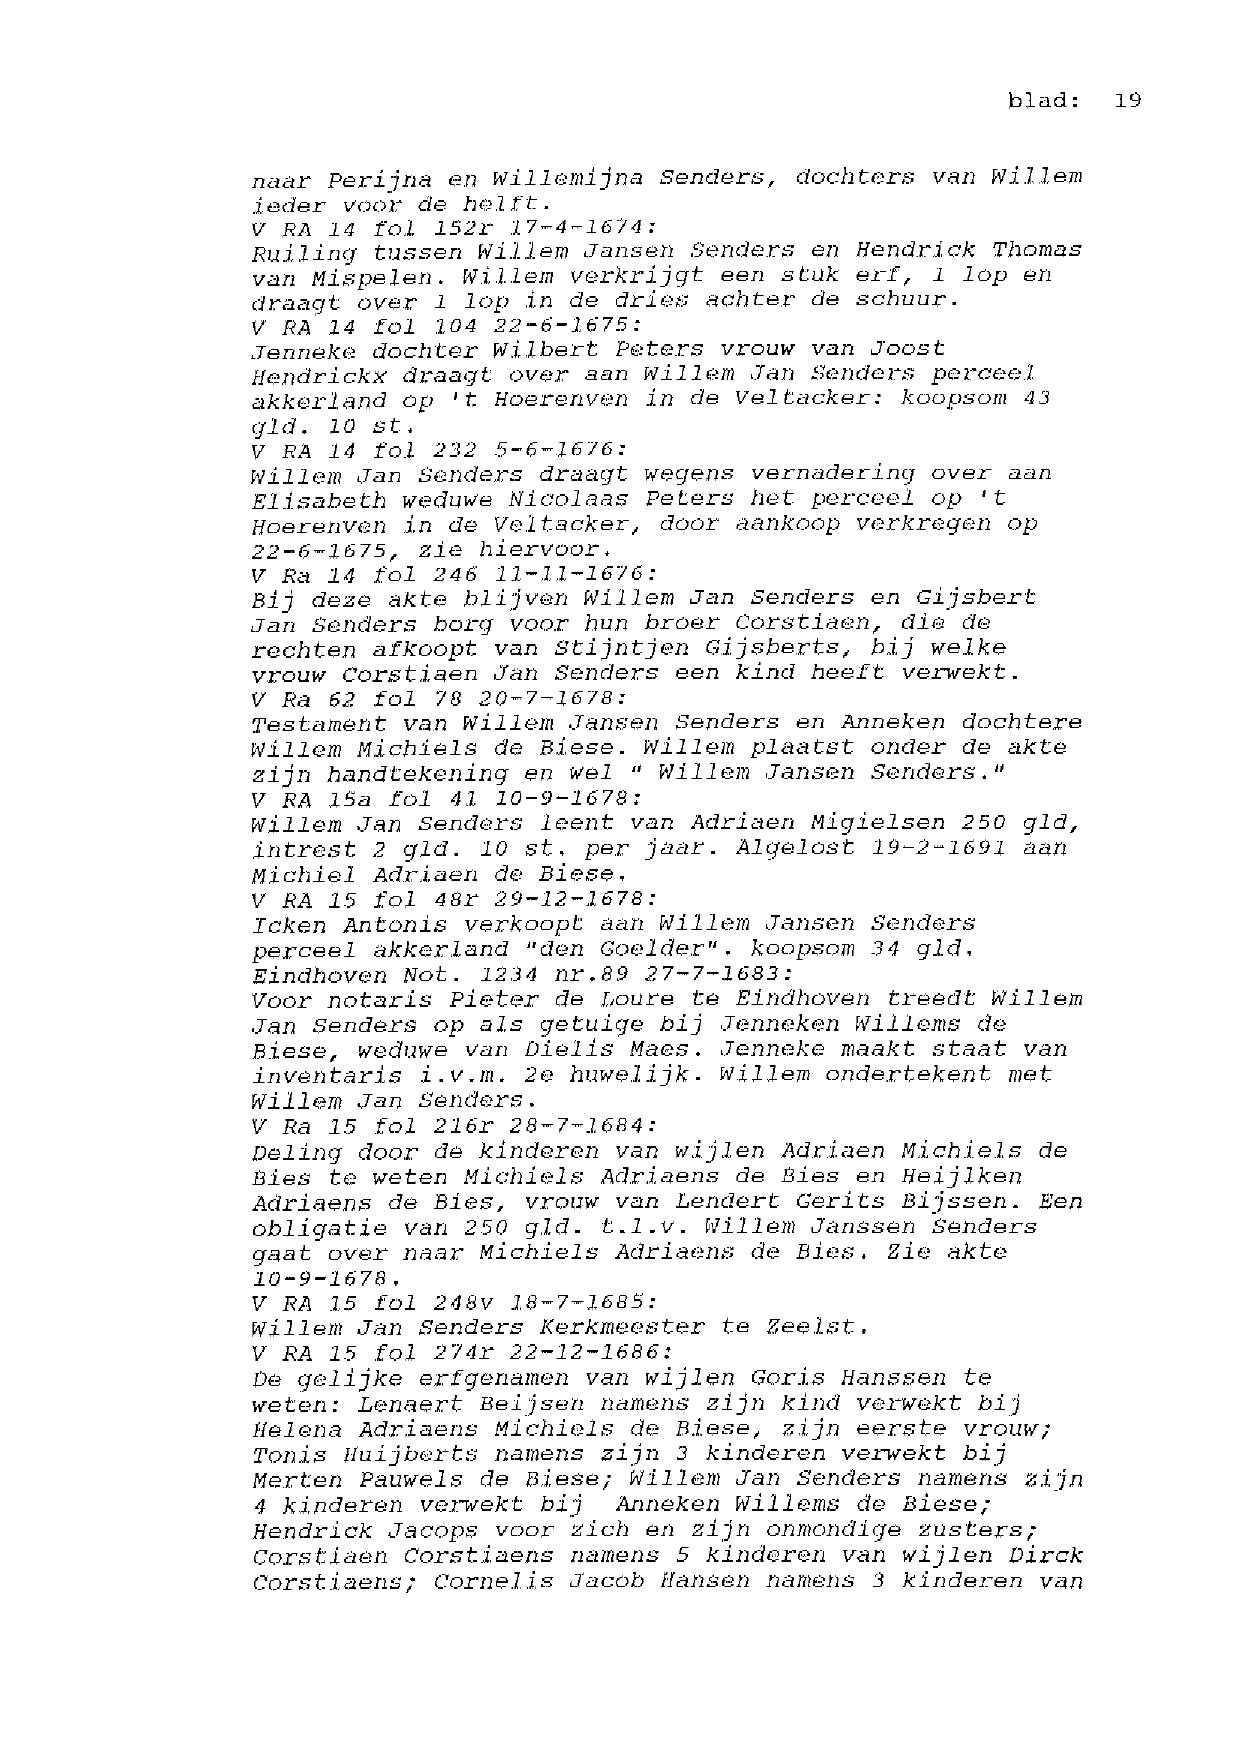 blad: 19
naar Perijna en Willemijna Senders, dochters van Willem
ieder voor de helft.
V RA 14 fol 152r 17-4-1674:
Ruiling tussen Willem Jansen Senders en Hendrick Thomas
van Mispelen. Willem verkrijgt een stuk erf, 1 lop en
draagt over 1 lop in de dries achter de schuur.
V RA 14 fol 104 22-6-1675:
Jenneke dochter Wilbert Peters vrouw van Joost
Hendrickx draagt over aan Willem Jan Senders perceel
akkerland op 't Hoerenven in de Veltacker: koopsom 43
gld. 10 st.
V RA 14 fol 232 5-6-1676:
Willem Jan Senders draagt wegens vernadering over aan
Elisabeth weduwe Nicolaas Peters het perceel op 't
Hoerenven in de Veltacker, door aankoop verkregen op
22-6-1675, zie hiervoor.
V Ra 14 fol 246 11-11-1676:
Bij deze akte blijven Willem Jan Senders en Gijsbert
Jan Senders borg voor hun broer Corstiaen, die de
rechten afkoopt van Stijntjen Gijsberts, bij welke
vrouw Corstiaen Jan Senders een kind heeft verwekt.
V Ra 62 fol 78 20-7-1678:
Testament van Willem Jansen Senders en Anneken dochtere
Willem Michiels de Biese. Willem plaatst onder de akte
zijn handtekening en wel " Willem Jansen Senders."
V RA 15a fol 41 10-9-1678:
Willem Jan Senders leent van Adriaen Migielsen 250 gld,
intrest 2 gld. 10 st. per jaar. Algelost 19-2-1691 aan
Michiel Adriaen de Biese.
V RA 15 fol 48r 29-12-1678:
Icken Antonis verkoopt aan Willem Jansen Senders
perceel akkerland "den Goelder". koopsom 34 gld.
Eindhoven Not. 1234 nr.89 27-7-1683:
Voor notaris Pieter de Loure te Eindhoven treedt Willem
Jan Senders op als getuige bij Jenneken Willems de
Biese, weduwe van Dielis Maes. Jenneke maakt staat van
inventaris i.v.m. 2e huwelijk. Willem ondertekent met
Willem Jan Senders.
V Ra 15 fol 216r 28-7-1684:
Deling door de kinderen van wijlen Adriaen Michiels de
Bies te weten Michiels Adriaens de Bies en Heijlken
Adriaens de Bies, vrouw van Lendert Gerits Bijssen. Een
obligatie van 250 gld. t.l.v. Willem Janssen Senders
gaat over naar Michiels Adriaens de Bies. Zie akte
10-9-1678.
V RA 15 fol 248v 18-7-1685:
Willem Jan Senders Kerkmeester te Zeelst.
V RA 15 fol 274r 22-12-1686:
De gelijke erfgenamen van wijlen Goris Hanssen te
weten: Lenaert Beijsen namens zijn kind verwekt bij
Helena Adriaens Michiels de Biese, zijn eerste vrouw;
Tonis Huijberts namens zijn 3 kinderen verwekt bij
Merten Pauwels de Biese; Willem Jan Senders namens zijn
4 kinderen verwekt bij Anneken Willems de Biese;
Hendrick Jacops voor zich en zijn onmondige zusters;
Corstiaen Corstiaens namens 5 kinderen van wijlen Dirck
Corstiaens; Cornelis Jacob Hansen namens 3 kinderen van